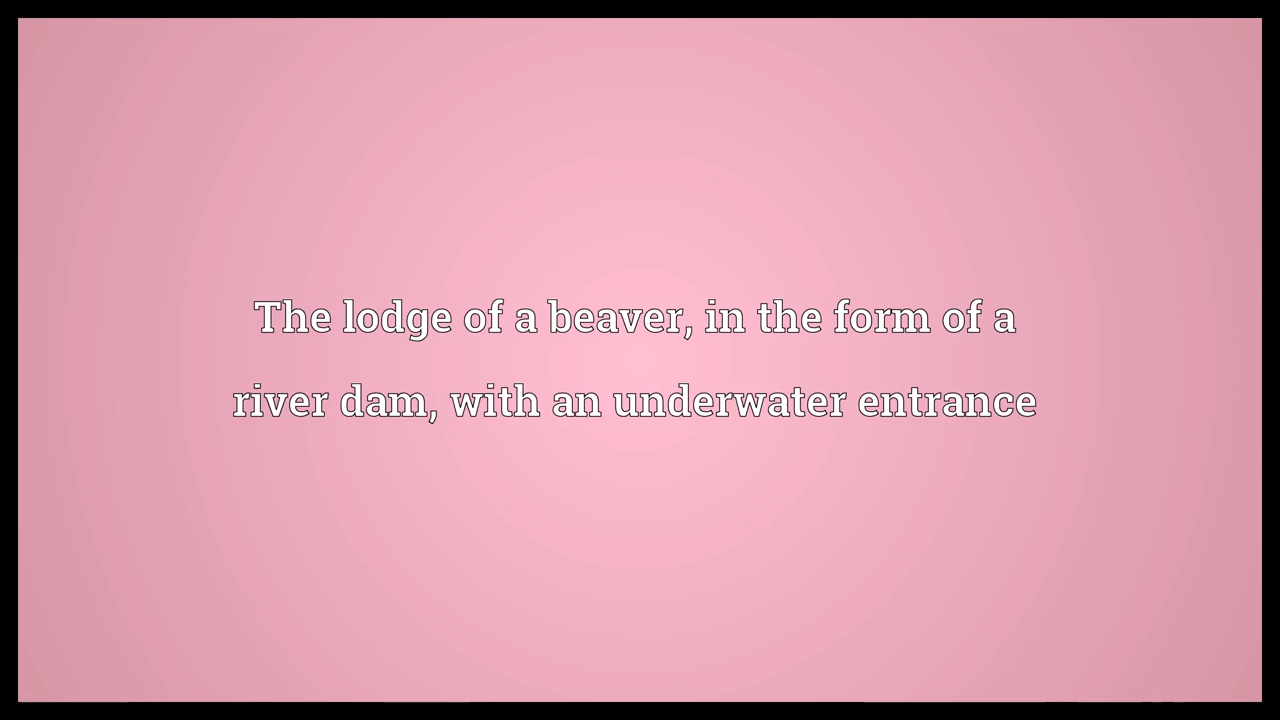 The lodge of a beaver, in the form of a
river dam, with an underwater entrance